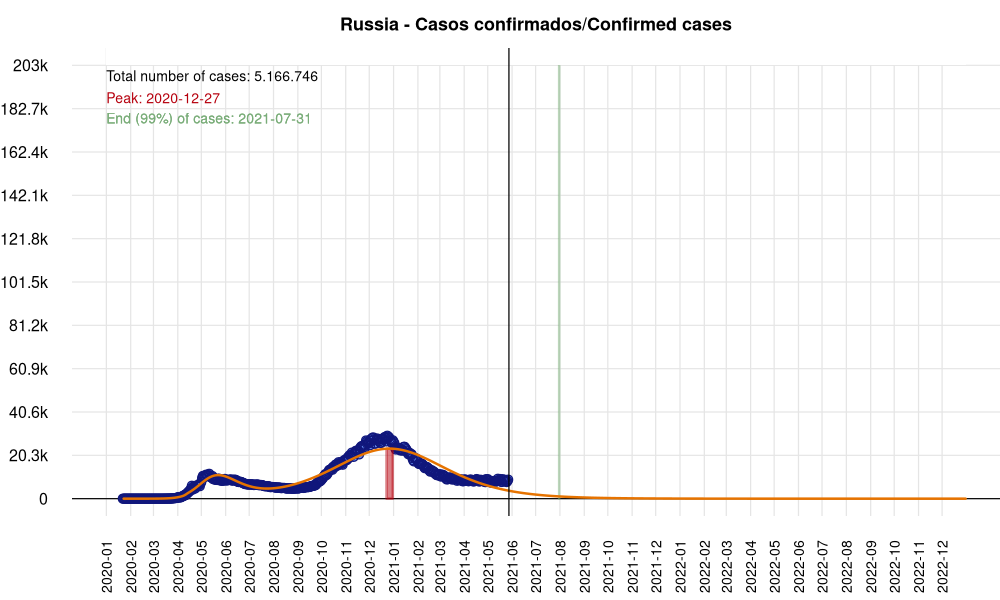 Russia - Casos confirmados/Confirmed cases
203k
Total number of cases: 5.166.746
Peak: 2020-12-27
182.7k
End (99%) of cases: 2021-07-31
162.4k
142.1k
121.8k
101.5k
81.2k
60.9k
40.6k
20.3k
0
2020-01
2020-02
2020-03
2020-04
2020-05
2020-06
2020-07
2020-08
2020-09
2020-10
2020-11
2020-12
2021-01
2021-02
2021-03
2021-04
2021-05
2021-06
2021-07
2021-08
2021-09
2021-10
2021-11
2021-12
2022-01
2022-02
2022-03
2022-04
2022-05
2022-06
2022-07
2022-08
2022-09
2022-10
2022-11
2022-12